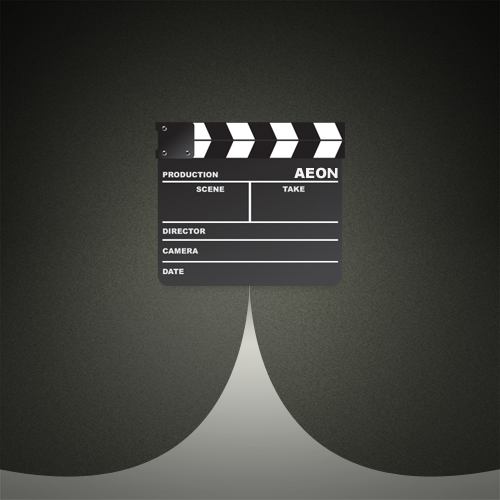 PRODUCTION AEON
SCENE TAKE
DIRECTOR
CAMERA
DATE